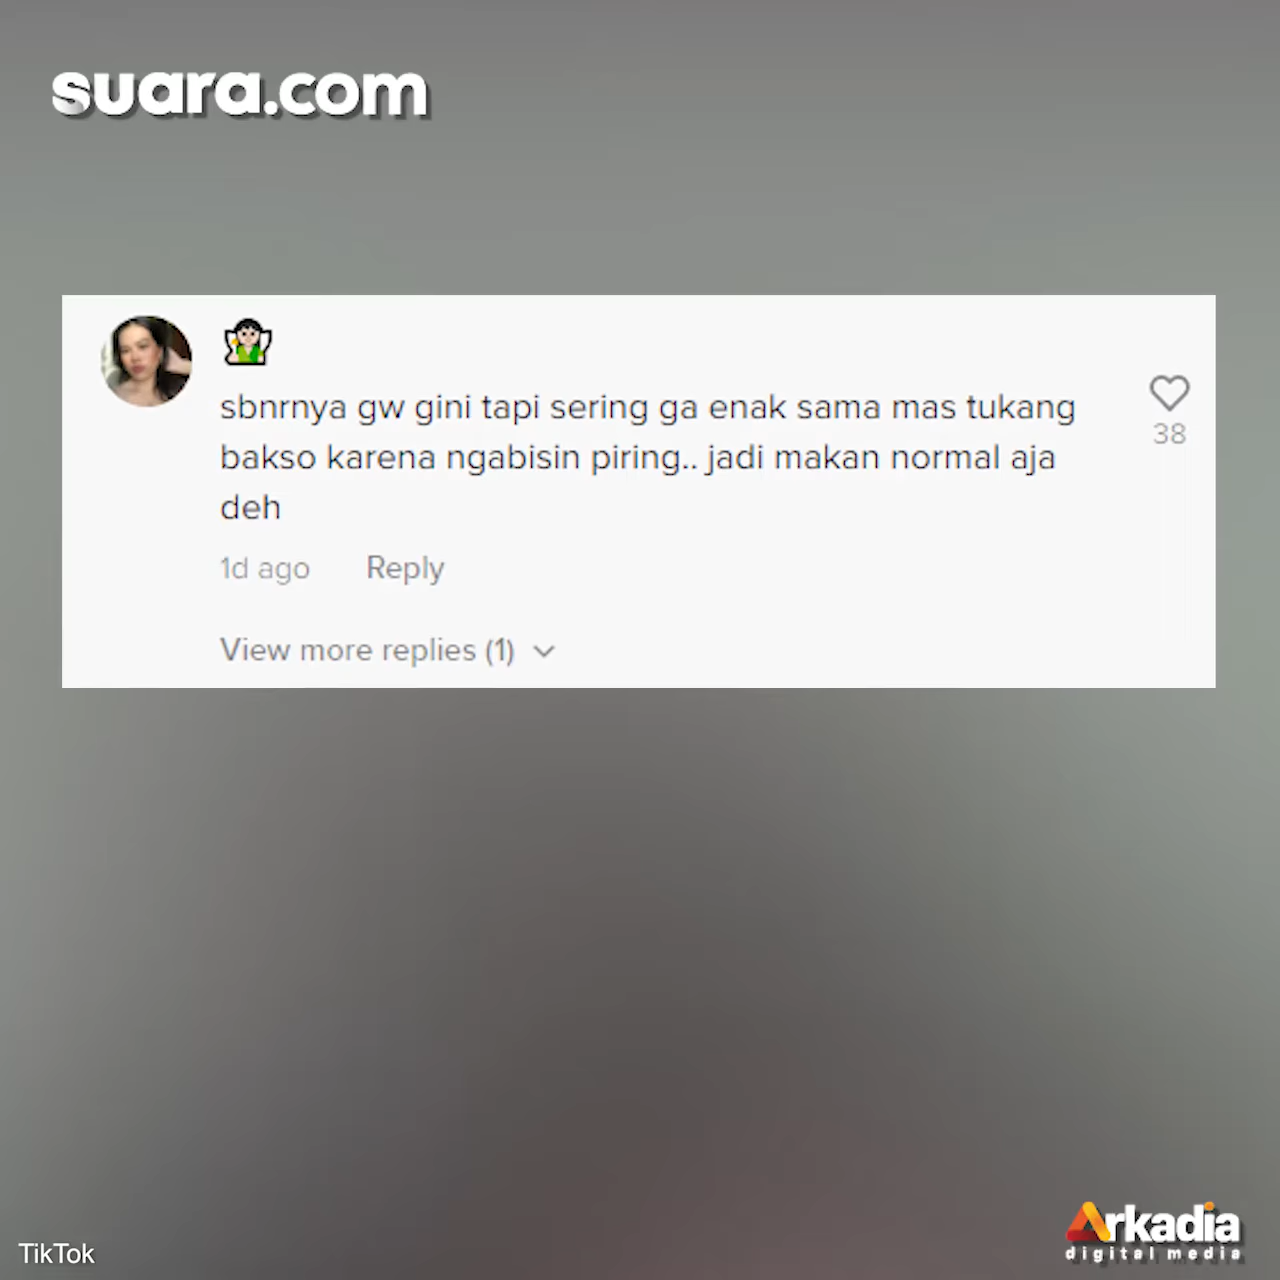 suara.com
sbnrnya gw gini tapi sering ga enak sama mas tukang
bakso karena ngabisin piring.. jadi makan normal aja
deh
38
1d ago Reply
View more replies (1)
TikTok
Arkadia
digital media